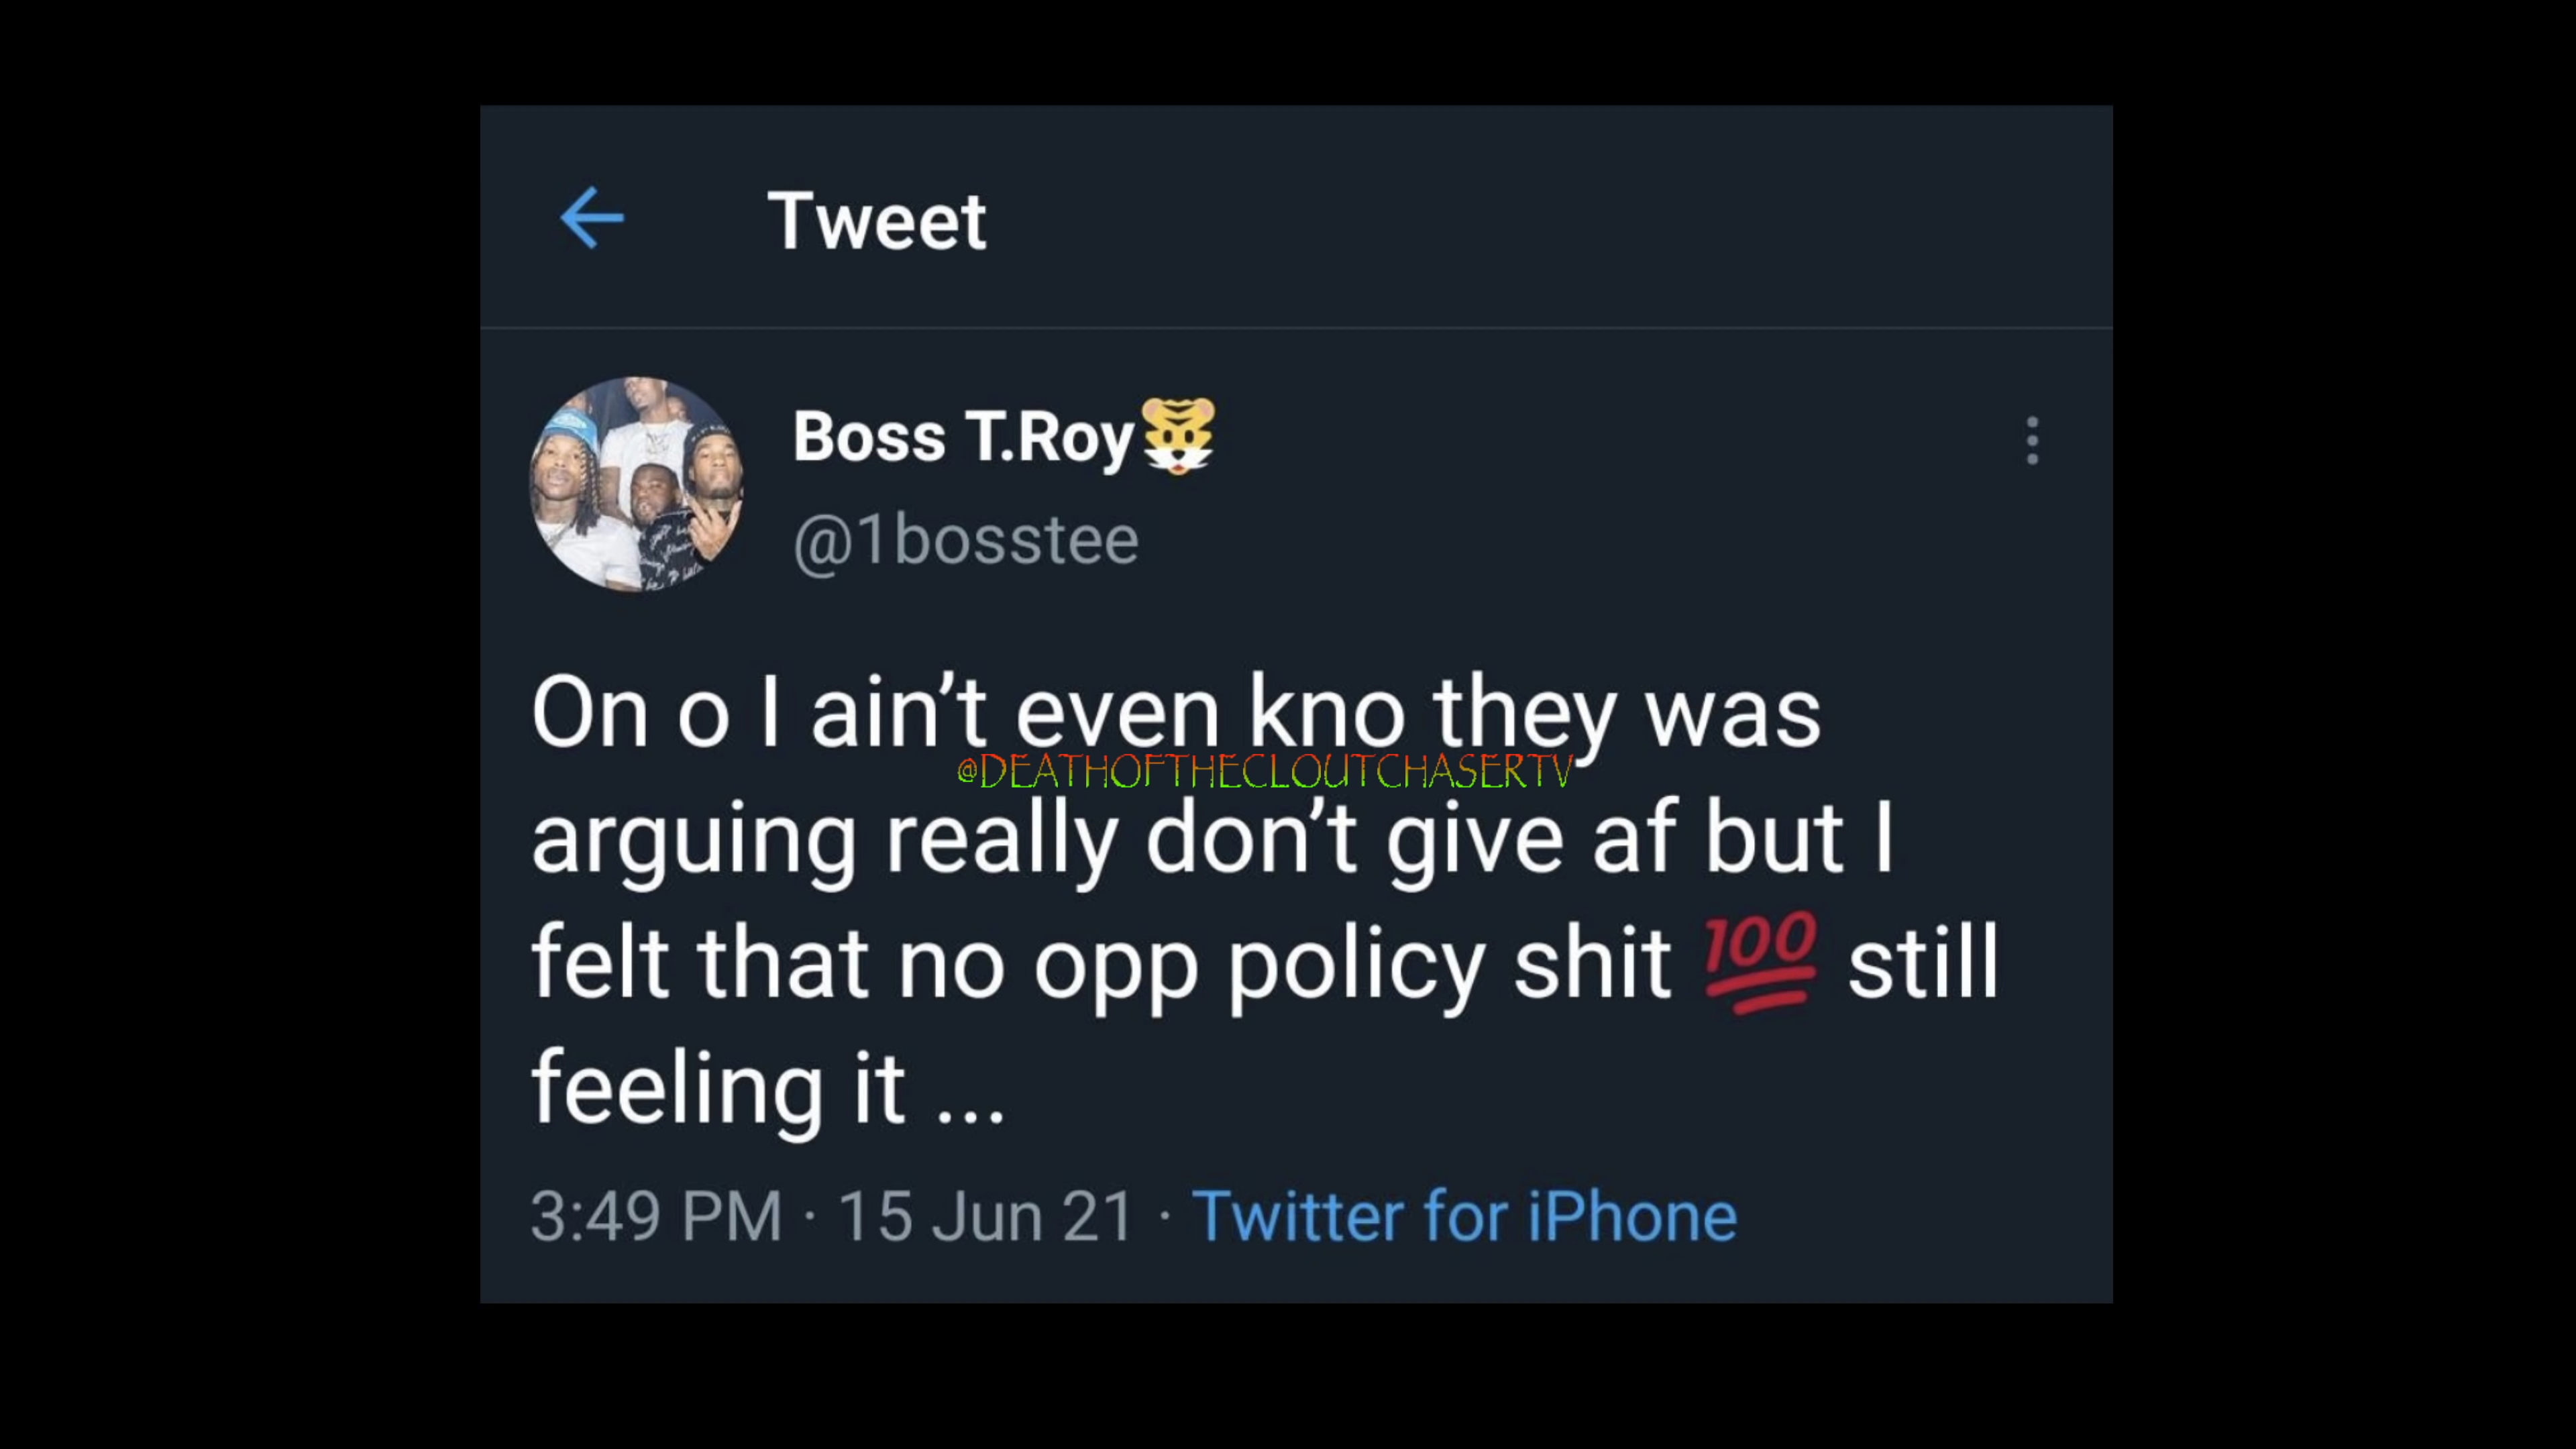 Tweet
Boss T.Roy🐯
@1bosstee
On o I ain't even kno they was
@DEATHOFTHECLOUTCHASERTV
arguing really don't give af but I
felt that no opp policy shit 💯 still
feeling it ...
3:49 PM · 15 Jun 21 · Twitter for iPhone